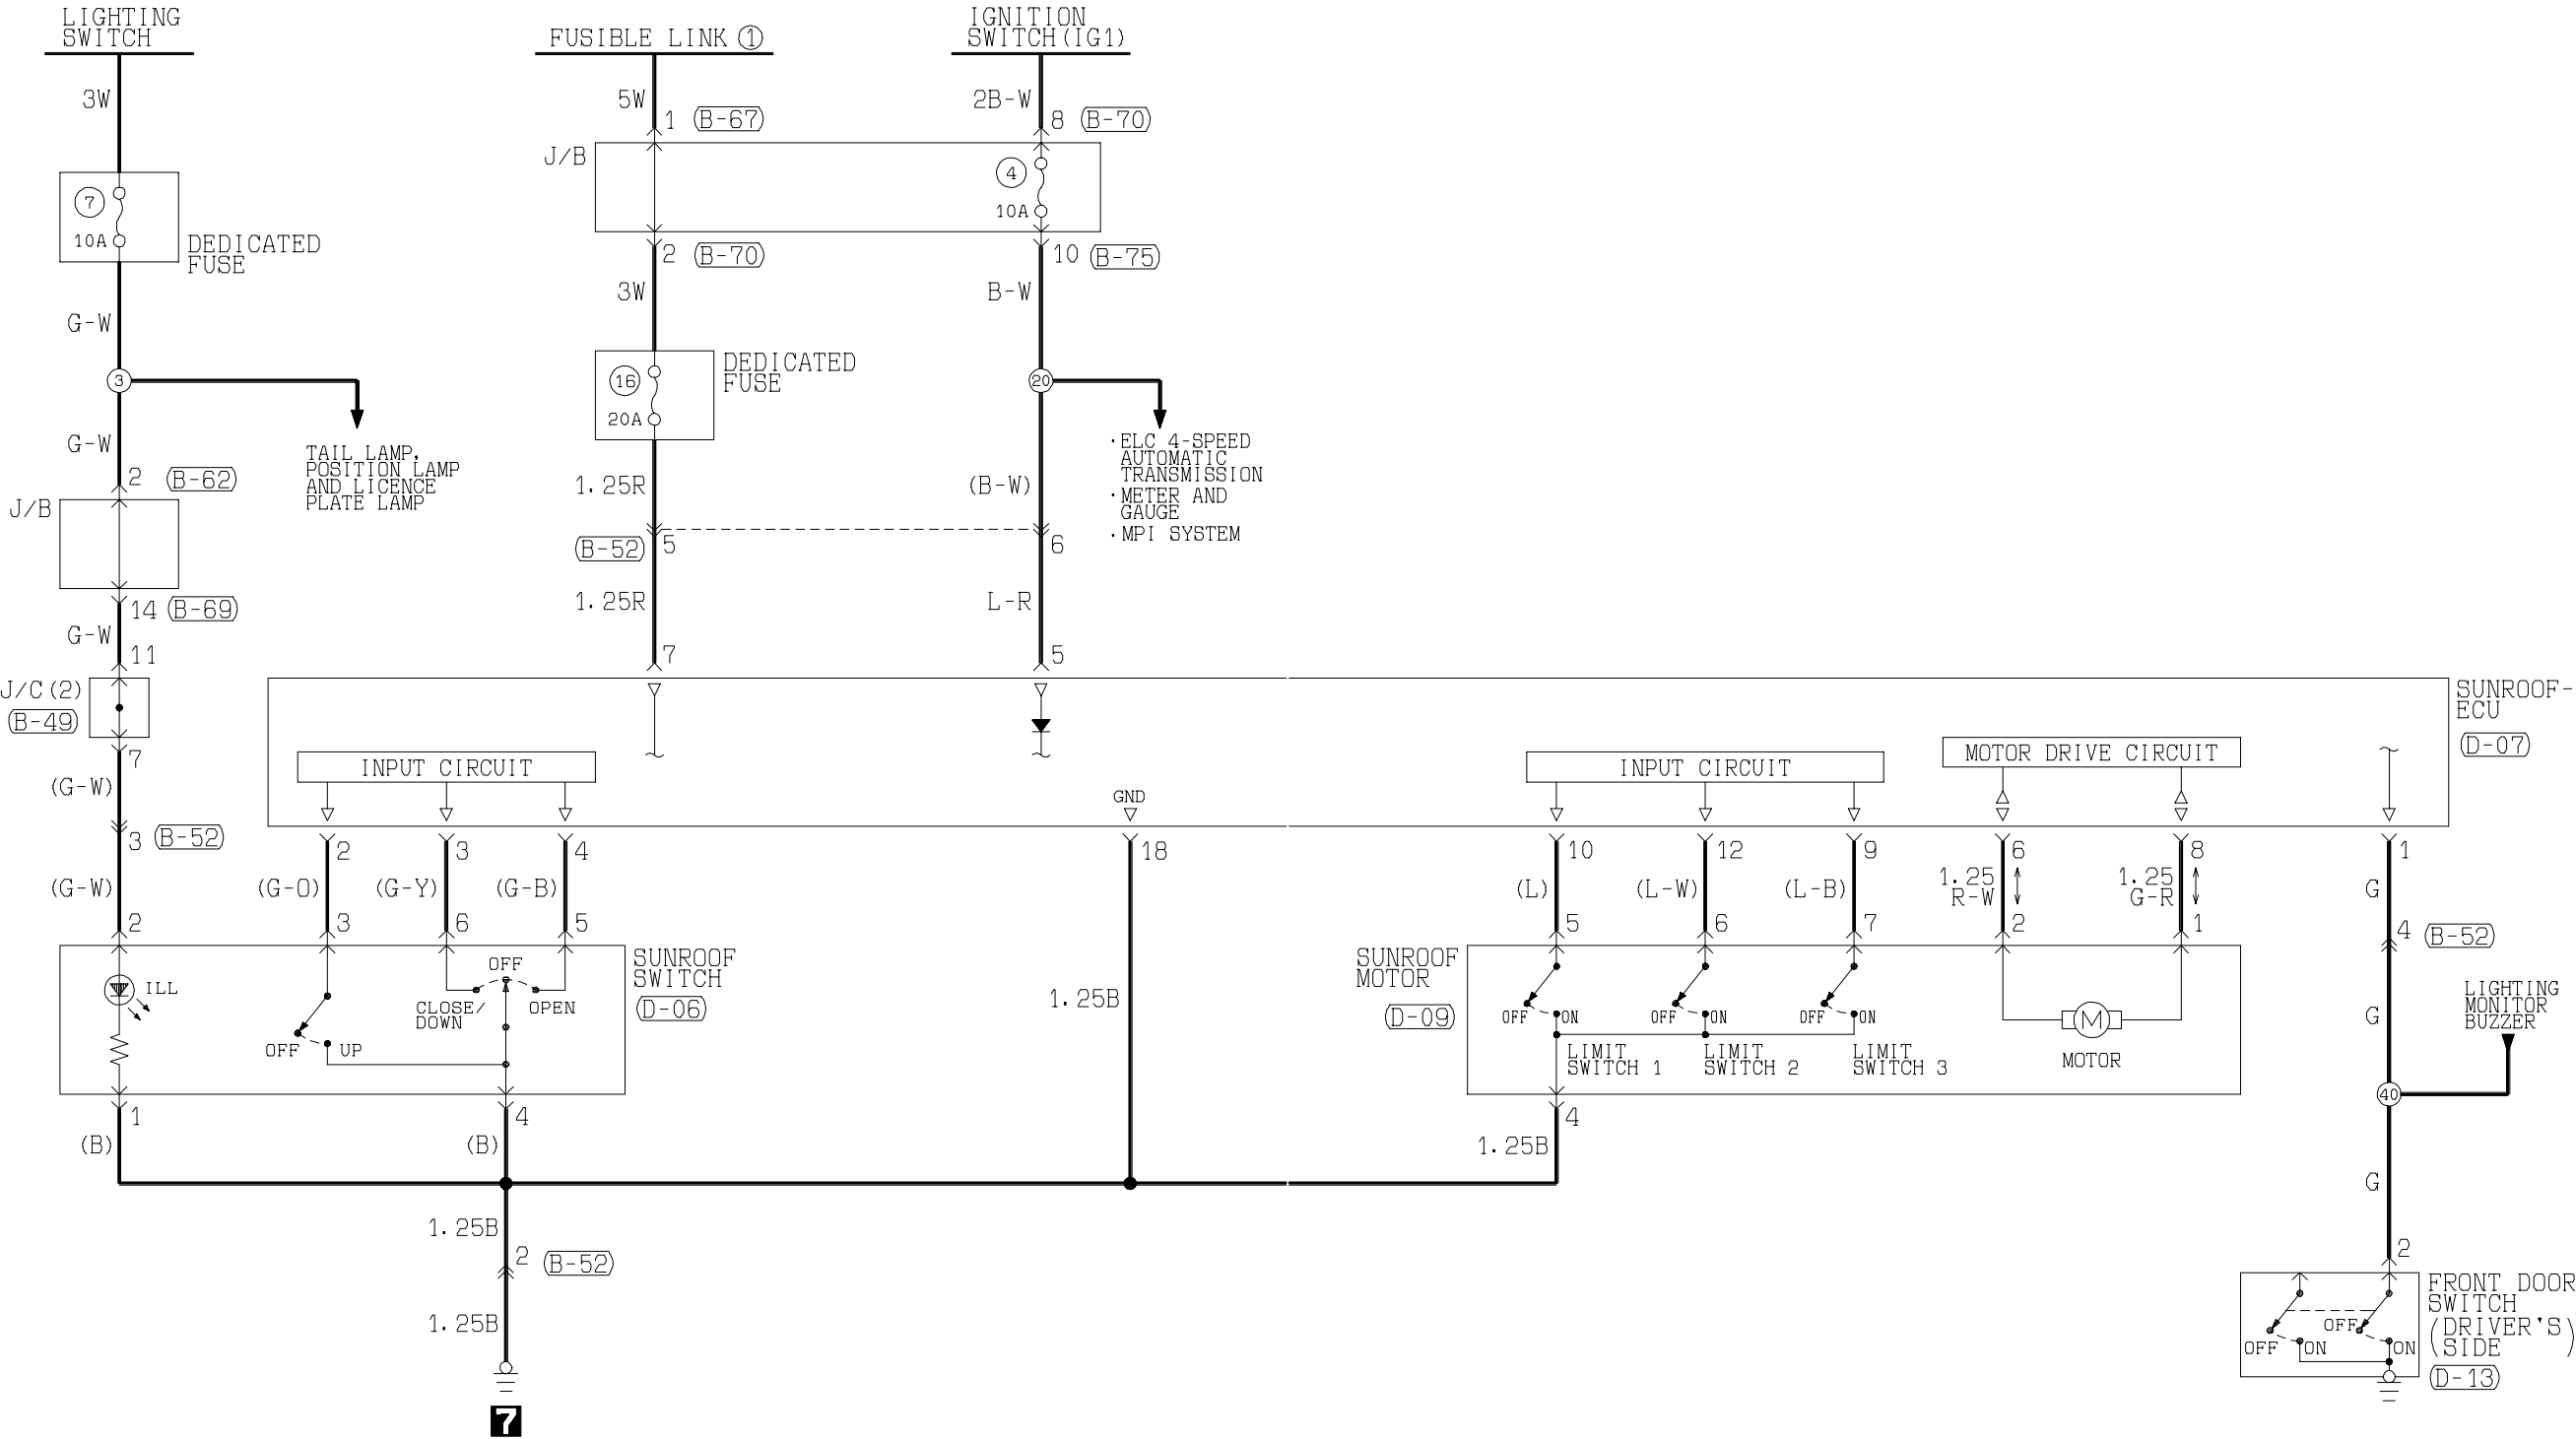 LIGHTING
SWITCH
FUSIBLE LINK ①
IGNITION
SWITCH(IG1)
3W
5W
2B-W
1
B-67
8
B-70
J/B
7
10A
4
10A
DEDICATED
FUSE
2
B-70
10
B-75
3W
B-W
G-W
DEDICATED
FUSE
3
16
20A
20
G-W
TAIL LAMP,
POSITION LAMP
AND LICENCE
PLATE LAMP
·ELC 4-SPEED
AUTOMATIC
TRANSMISSION
·METER AND
GAUGE
·MPI SYSTEM
2
B-62
1.25R
(B-W)
J/B
B-52
5
6
14
B-69
1.25R
L-R
G-W
11
7
5
J/C(2)
B-49
SUNROOF-
ECU
D-07
7
INPUT CIRCUIT
INPUT CIRCUIT
MOTOR DRIVE CIRCUIT
(G-W)
GND
3
B-52
2
3
4
18
10
12
9
6
8
1
(G-W)
(G-O)
(G-Y)
(G-B)
(L)
(L-W)
(L-B)
1.25
R-W
1.25
G-R
G
2
3
6
5
5
6
7
2
1
4
B-52
SUNROOF
SWITCH
D-06
ILL
OFF
CLOSE/
DOWN
OPEN
OFF
UP
1.25B
SUNROOF
MOTOR
D-09
OFF
ON
OFF
ON
OFF
ON
LIMIT
SWITCH 1
LIMIT
SWITCH 2
LIMIT
SWITCH 3
M
MOTOR
G
LIGHTING
MONITOR
BUZZER
40
1
4
4
(B)
(B)
1.25B
G
1.25B
2
B-52
1.25B
2
FRONT DOOR
SWITCH
(DRIVER'S
SIDE)
D-13
OFF
ON
OFF
ON
7